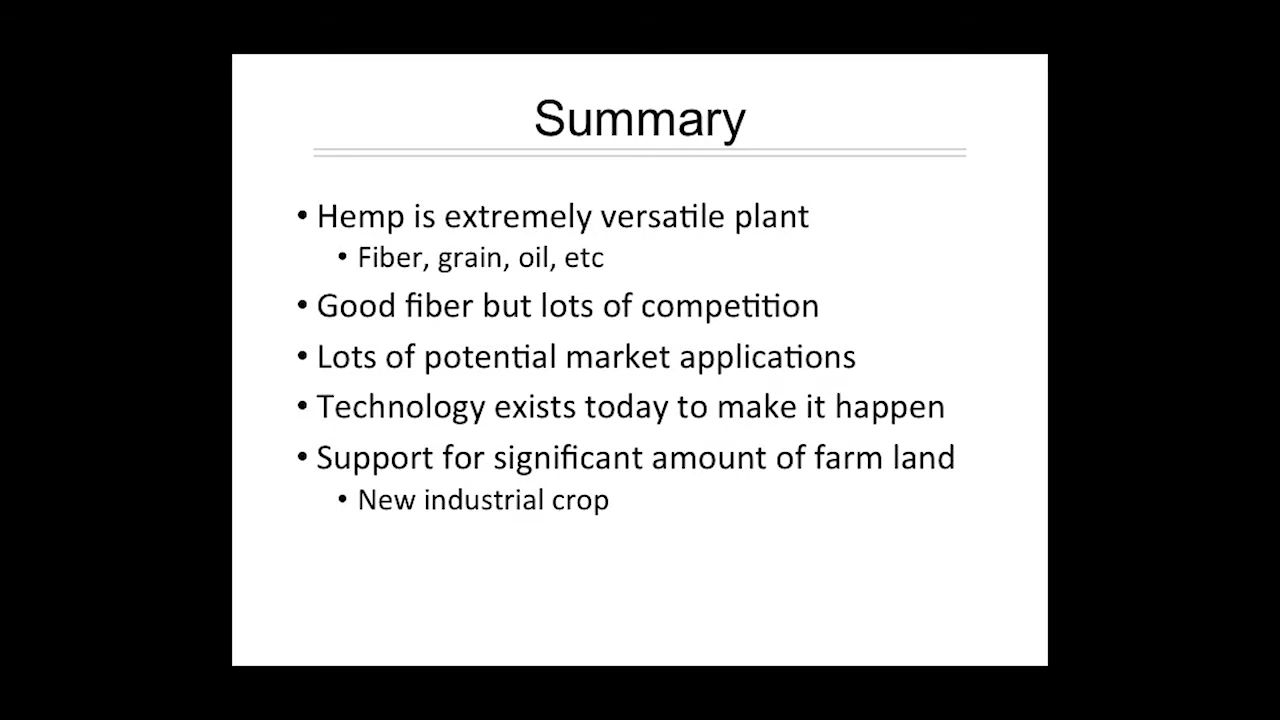 Summary
• Hemp is extremely versatile plant
• Fiber, grain, oil, etc
• Good fiber but lots of competition
• Lots of potential market applications
• Technology exists today to make it happen
• Support for significant amount of farm land
• New industrial crop